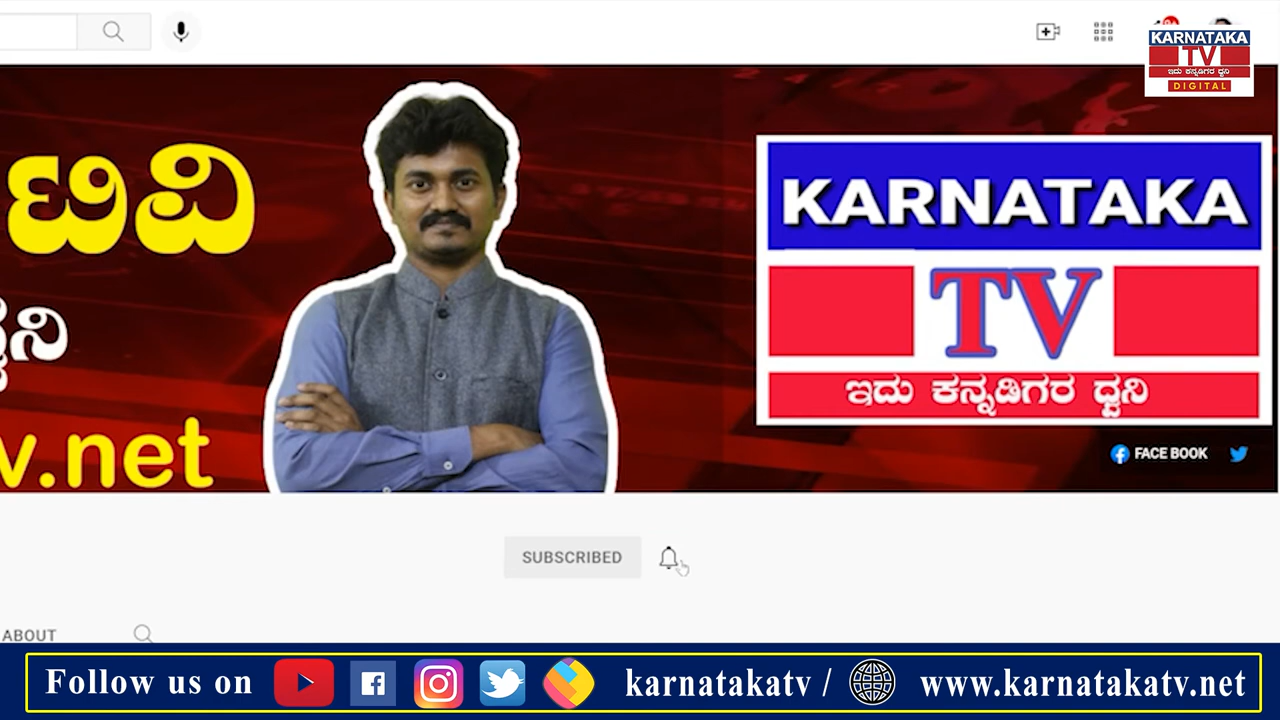 KARNATAKA
TV
ಇದು ಕನ್ನಡಿಗರ ಧ್ವನಿ
DIGITAL
ಟಿವಿ
KARNATAKA
TV
ಇದು ಕನ್ನಡಿಗರ ಧ್ವನಿ
v.net
FACE BOOK
SUBSCRIBED
ABOUT
Follow us on karnatakatv / www.karnatakatv.net